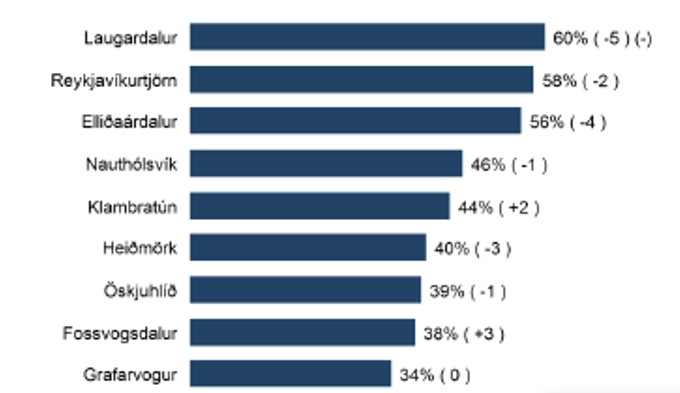 Laugardalur 60% ( -5 ) (-)
Reykjavíkurtjörn 58% ( -2 )
Elliðaárdalur 56% ( -4 )
Nauthólsvík 46% ( -1 )
Klambratún 44% ( +2 )
Heiðmörk 40% ( -3 )
Öskjuhlíð 39% ( -1 )
Fossvogsdalur 38% ( +3 )
Grafarvogur 34% ( 0 )